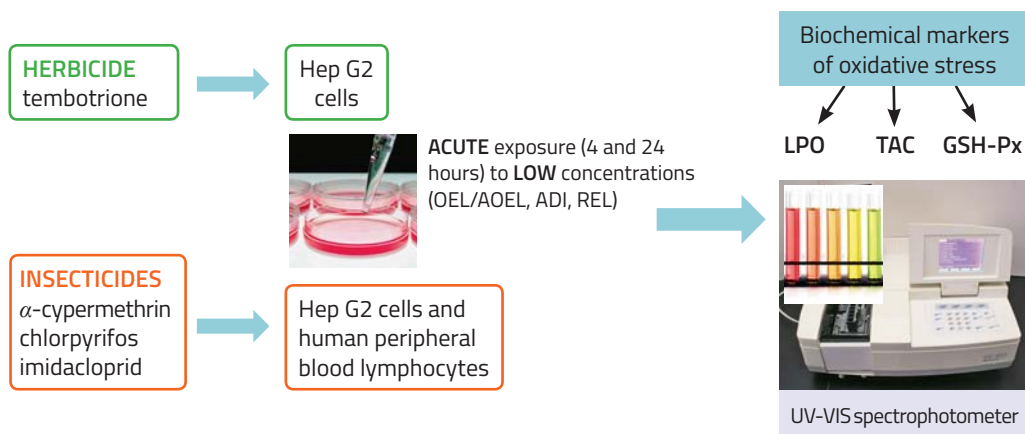 HERBICIDE
tembotrione
Hep G2
cells
ACUTE exposure (4 and 24
hours) to LOW concentrations
(OEL/AOEL, ADI, REL)
INSECTICIDES
α-cypermethrin
chlorpyrifos
imidacloprid
Hep G2 cells and
human peripheral
blood lymphocytes
Biochemical markers
of oxidative stress
LPO TAC GSH-Px
UV-VIS spectrophotometer